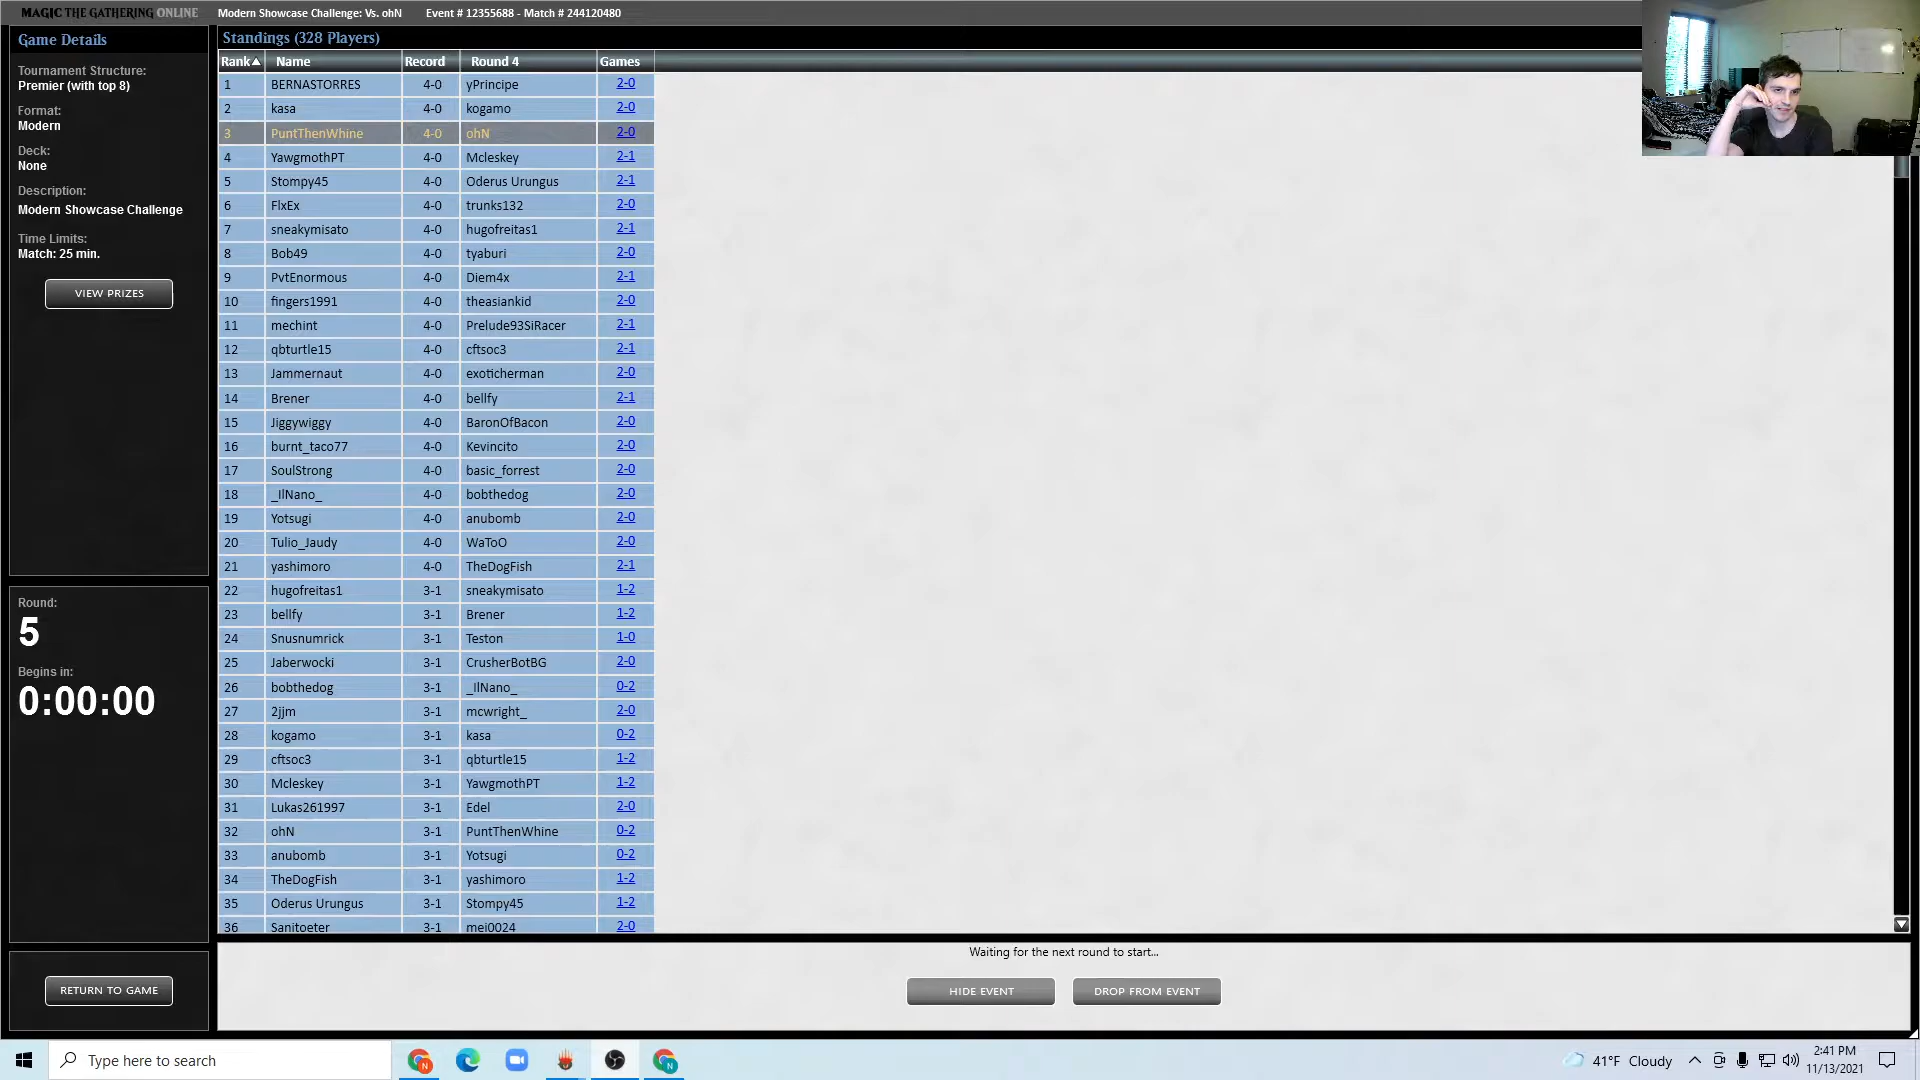 MAGIC THE GATHERING ONLINE Modern Showcase Challenge: Vs. ohN Event # 12355688 - Match # 244120480
Game Details
Tournament Structure:
Premier (with top 8)
Format:
Modern
Deck:
None
Description:
Modern Showcase Challenge
Time Limits:
Match: 25 min.
VIEW PRIZES
Round:
5
Begins in:
0:00:00
RETURN TO GAME
Standings (328 Players)
Rank Name Record Round 4 Games
1 BERNASTORRES 4-0 yPrincipe 2-0
2 kasa 4-0 kogamo 2-0
3 PuntThenWhine 4-0 ohN 2-0
4 YawgmothPT 4-0 Mcleskey 2-1
5 Stompy45 4-0 Oderus Urungus 2-1
6 FlxEx 4-0 trunks132 2-0
7 sneakymisato 4-0 hugofreitas1 2-1
8 Bob49 4-0 tyaburi 2-0
9 PvtEnormous 4-0 Diem4x 2-1
10 fingers1991 4-0 theasiankid 2-0
11 mechint 4-0 Prelude93SiRacer 2-1
12 qbturtle15 4-0 cftsoc3 2-1
13 Jammernaut 4-0 exoticherman 2-0
14 Brener 4-0 bellfy 2-1
15 Jiggywiggy 4-0 BaronOfBacon 2-0
16 burnt_taco77 4-0 Kevincito 2-0
17 SoulStrong 4-0 basic_forrest 2-0
18 _IlNano_ 4-0 bobthedog 2-0
19 Yotsugi 4-0 anubomb 2-0
20 Tulio_Jaudy 4-0 WaToO 2-0
21 yashimoro 4-0 TheDogFish 2-1
22 hugofreitas1 3-1 sneakymisato 1-2
23 bellfy 3-1 Brener 1-2
24 Snusnumrick 3-1 Teston 1-0
25 Jaberwocki 3-1 CrusherBotBG 2-0
26 bobthedog 3-1 _IlNano_ 0-2
27 2jjm 3-1 mcwright_ 2-0
28 kogamo 3-1 kasa 0-2
29 cftsoc3 3-1 qbturtle15 1-2
30 Mcleskey 3-1 YawgmothPT 1-2
31 Lukas261997 3-1 Edel 2-0
32 ohN 3-1 PuntThenWhine 0-2
33 anubomb 3-1 Yotsugi 0-2
34 TheDogFish 3-1 yashimoro 1-2
35 Oderus Urungus 3-1 Stompy45 1-2
36 Sanitoeter 3-1 mei0024 2-0
Waiting for the next round to start...
HIDE EVENT DROP FROM EVENT
Type here to search
41°F Cloudy
2:41 PM
11/13/2021